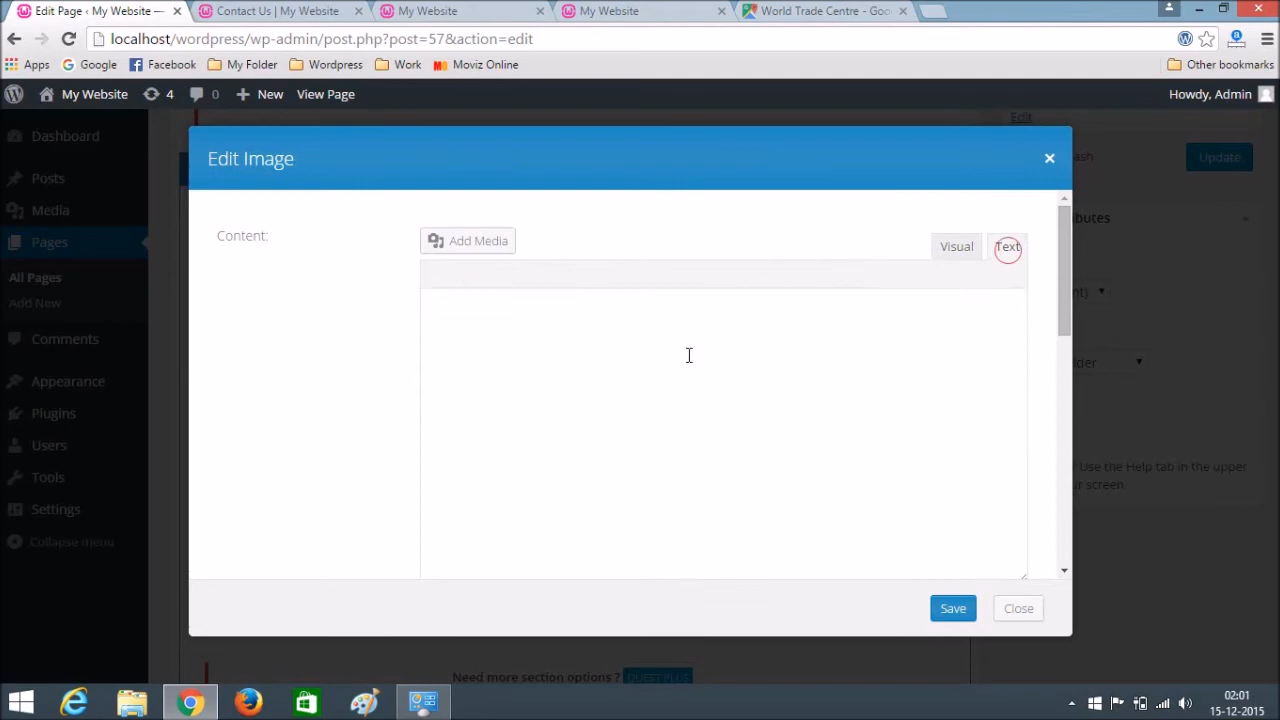 Edit Page ‹ My Website —
Contact Us | My Website
My Website
My Website
World Trade Centre - Goo
localhost/wordpress/wp-admin/post.php?post=57&action=edit
Apps
Google
Facebook
My Folder
Wordpress
Work
Moviz Online
Other bookmarks
My Website
4
0
New
View Page
Howdy, Admin
Dashboard
Posts
Media
Pages
All Pages
Add New
Comments
Appearance
Plugins
Users
Tools
Settings
Collapse menu
Edit
Update
Edit Image
Content:
Add Media
Visual
Text
Use the Help tab in the upper
screen.
Save
Close
Need more section options ?
QUEST PLUS
02:01
15-12-2015